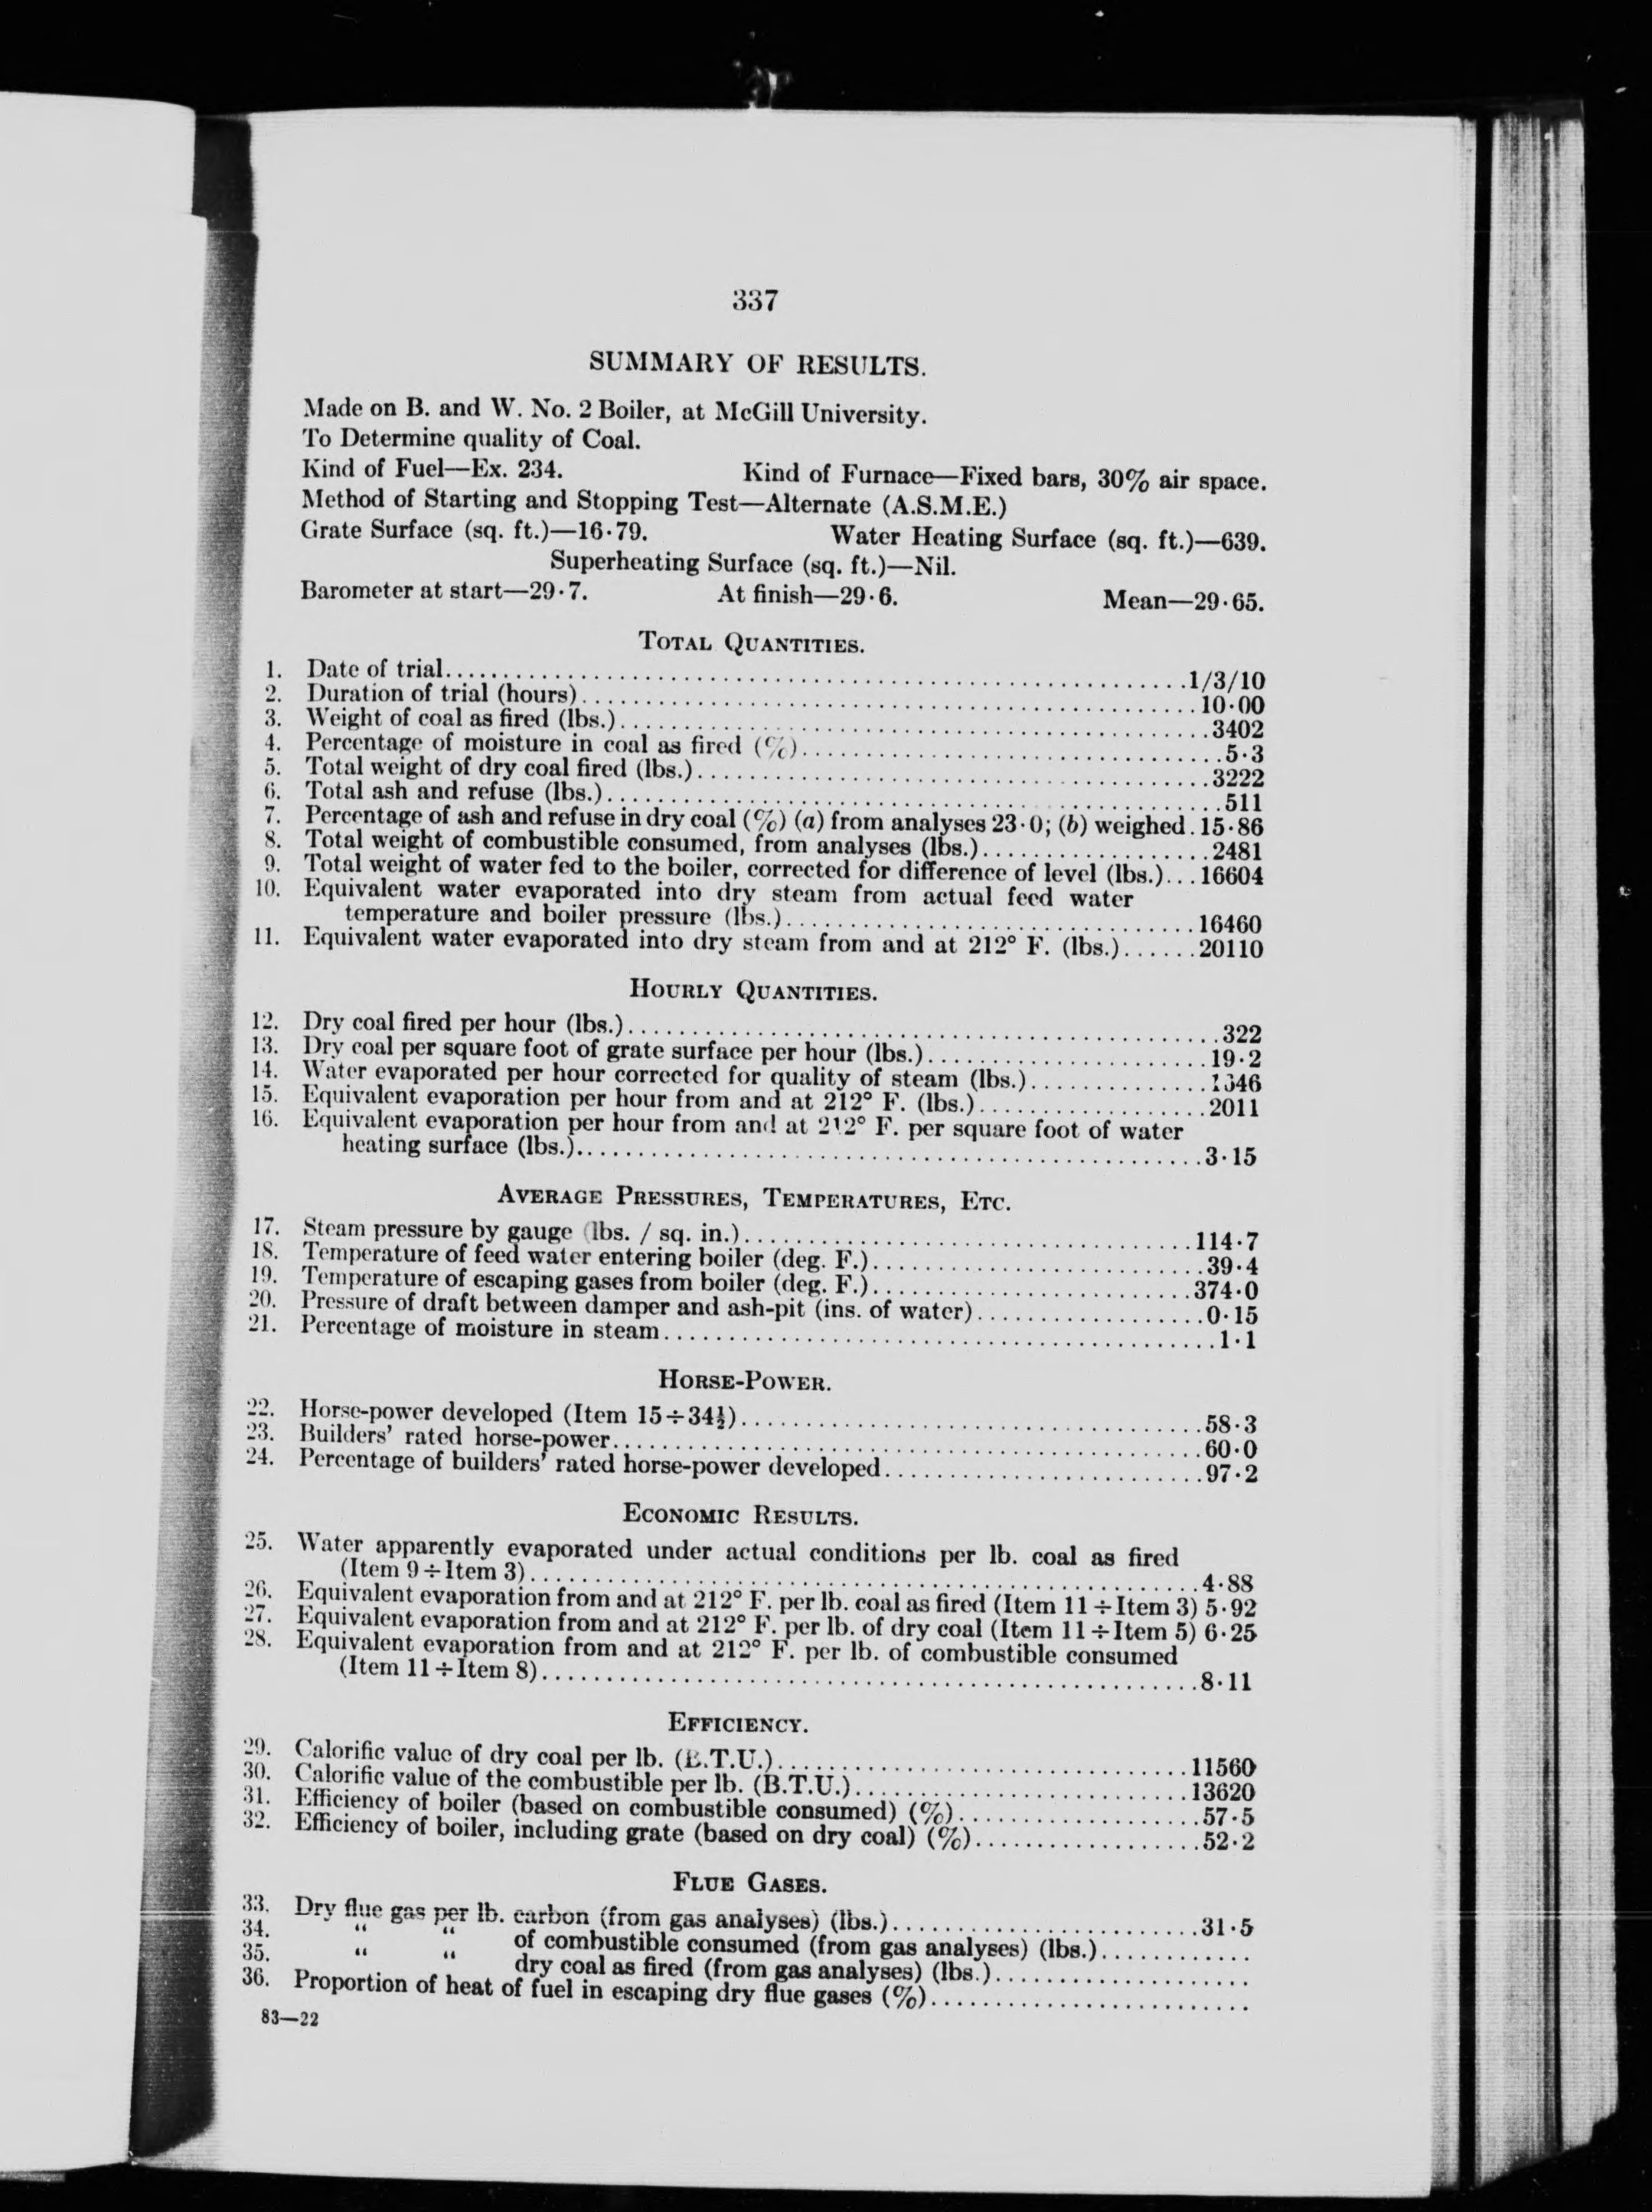 337
SUMMARY OF RESULTS.
Made on B. and W. No. 2 Boiler, at McGill University.
To Determine quality of Coal.
Kind of Fuel—Ex. 234. Kind of Furnace—Fixed bars, 30% air space.
Method of Starting and Stopping Test—Alternate (A.S.M.E.)
Grate Surface (sq. ft.)—16·79. Water Heating Surface (sq. ft.)—639.
Superheating Surface (sq. ft.)—Nil.
Barometer at start—29·7. At finish—29·6. Mean—29·65.
TOTAL QUANTITIES.
1. Date of trial........1/3/10
2. Duration of trial (hours)........10·00
3. Weight of coal as fired (lbs.)........3402
4. Percentage of moisture in coal as fired (%)........5·3
5. Total weight of dry coal fired (lbs.)........3222
6. Total ash and refuse (lbs.)........511
7. Percentage of ash and refuse in dry coal (%) (a) from analyses 23·0; (b) weighed.15·86
8. Total weight of combustible consumed, from analyses (lbs.)........2481
9. Total weight of water fed to the boiler, corrected for difference of level (lbs.)...16604
10. Equivalent water evaporated into dry steam from actual feed water
temperature and boiler pressure (lbs.)........16460
11. Equivalent water evaporated into dry steam from and at 212° F. (lbs.)......20110
HOURLY QUANTITIES.
12. Dry coal fired per hour (lbs.)........322
13. Dry coal per square foot of grate surface per hour (lbs.)........19·2
14. Water evaporated per hour corrected for quality of steam (lbs.)........1646
15. Equivalent evaporation per hour from and at 212° F. (lbs.)........2011
16. Equivalent evaporation per hour from and at 212° F. per square foot of water
heating surface (lbs.)........3·15
AVERAGE PRESSURES, TEMPERATURES, ETC.
17. Steam pressure by gauge (lbs. / sq. in.)........114·7
18. Temperature of feed water entering boiler (deg. F.)........39·4
19. Temperature of escaping gases from boiler (deg. F.)........374·0
20. Pressure of draft between damper and ash-pit (ins. of water)........0·15
21. Percentage of moisture in steam........1·1
HORSE-POWER.
22. Horse-power developed (Item 15÷34½)........58·3
23. Builders' rated horse-power........60·0
24. Percentage of builders' rated horse-power developed........97·2
ECONOMIC RESULTS.
25. Water apparently evaporated under actual conditions per lb. coal as fired
(Item 9÷Item 3)........4·88
26. Equivalent evaporation from and at 212° F. per lb. coal as fired (Item 11÷Item 3) 5·92
27. Equivalent evaporation from and at 212° F. per lb. of dry coal (Item 11÷Item 5) 6·25
28. Equivalent evaporation from and at 212° F. per lb. of combustible consumed
(Item 11÷Item 8)........8·11
EFFICIENCY.
29. Calorific value of dry coal per lb. (B.T.U.)........11560
30. Calorific value of the combustible per lb. (B.T.U.)........13620
31. Efficiency of boiler (based on combustible consumed) (%)........57·5
32. Efficiency of boiler, including grate (based on dry coal) (%)........52·2
FLUE GASES.
33. Dry flue gas per lb. carbon (from gas analyses) (lbs.)........31·5
34. " " of combustible consumed (from gas analyses) (lbs.)............
35. " " dry coal as fired (from gas analyses) (lbs.)............
36. Proportion of heat of fuel in escaping dry flue gases (%)............
83—22